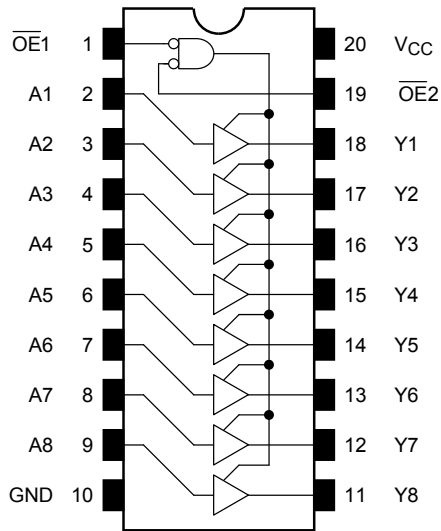 O̅E̅1 1 20 VCC
A1 2 19 O̅E̅2
A2 3 18 Y1
A3 4 17 Y2
A4 5 16 Y3
A5 6 15 Y4
A6 7 14 Y5
A7 8 13 Y6
A8 9 12 Y7
GND 10 11 Y8